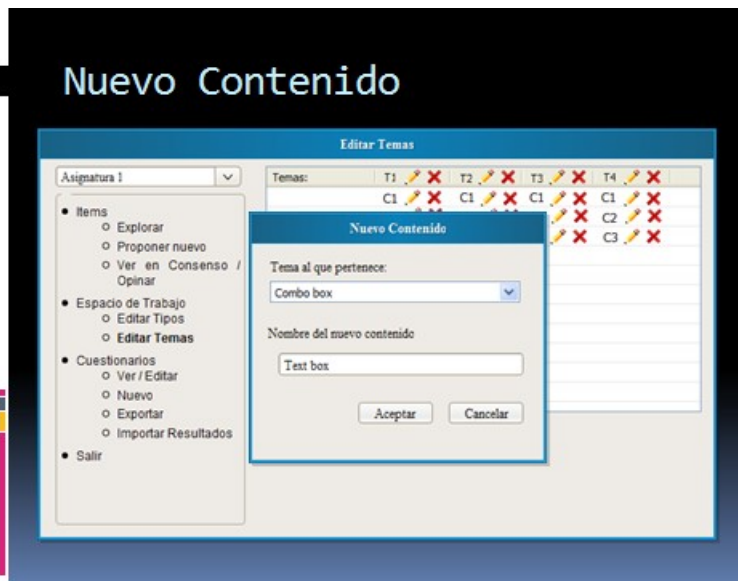 Nuevo Contenido
Editar Temas
Asignatura 1
Items
Explorar
Proponer nuevo
Ver en Consenso /
Opinar
Espacio de Trabajo
Editar Tipos
Editar Temas
Cuestionarios
Ver / Editar
Nuevo
Exportar
Importar Resultados
Salir
Temas: T1 T2 T3 T4
C1 C1 C1 C1
C2
C3
Nuevo Contenido
Tema al que pertenece:
Combo box
Nombre del nuevo contenido
Text box
Aceptar Cancelar